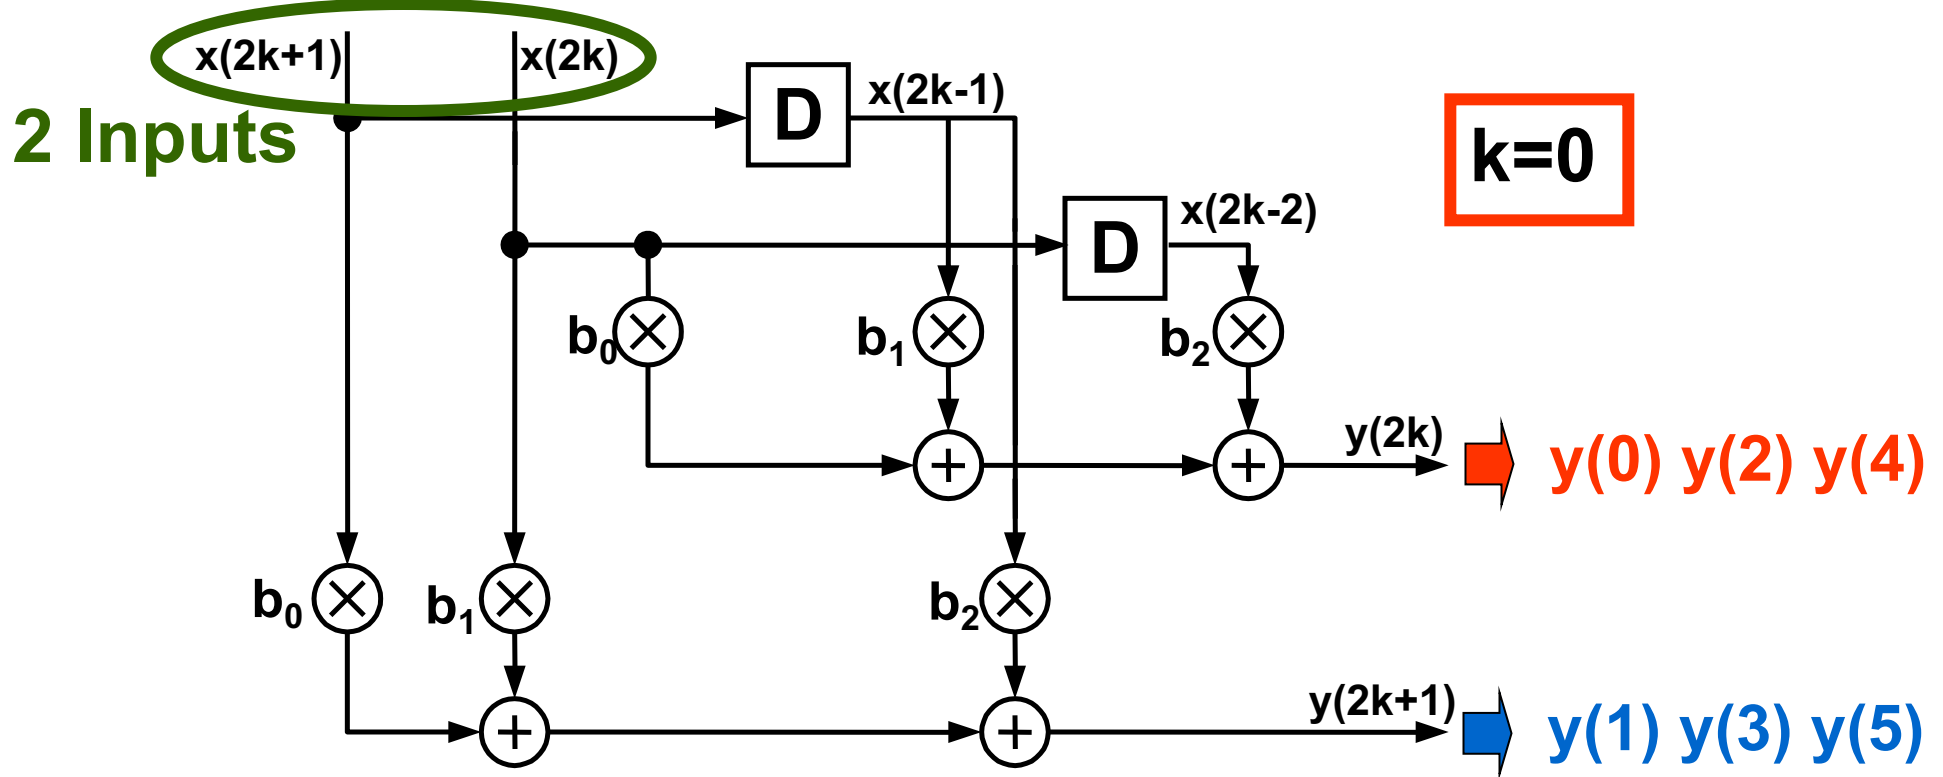 x(2k+1) x(2k)
2 Inputs
D x(2k-1)
k=0
D x(2k-2)
b0 b1 b2
y(2k) y(0) y(2) y(4)
b0 b1 b2
y(2k+1) y(1) y(3) y(5)